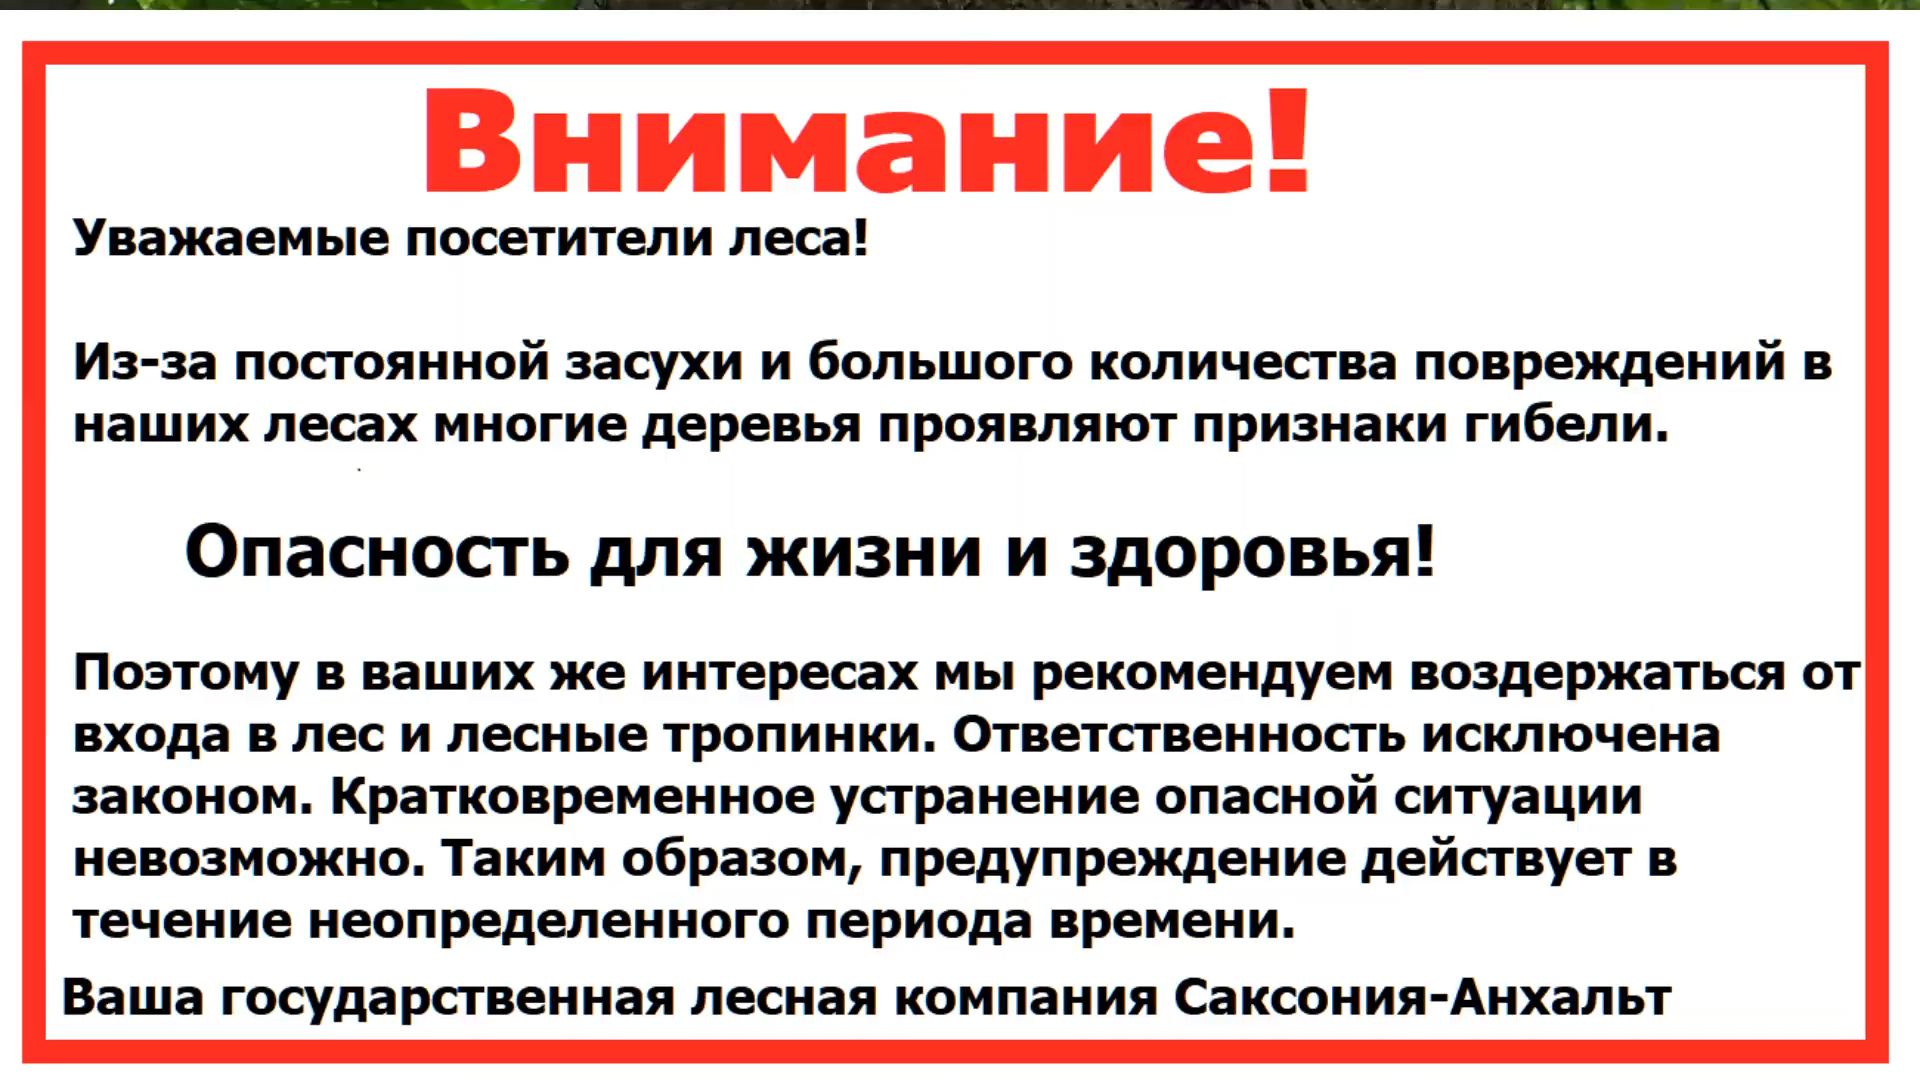 Внимание!
Уважаемые посетители леса!
Из-за постоянной засухи и большого количества повреждений в
наших лесах многие деревья проявляют признаки гибели.
Опасность для жизни и здоровья!
Поэтому в ваших же интересах мы рекомендуем воздержаться от
входа в лес и лесные тропинки. Ответственность исключена
законом. Кратковременное устранение опасной ситуации
невозможно. Таким образом, предупреждение действует в
течение неопределенного периода времени.
Ваша государственная лесная компания Саксония-Анхальт